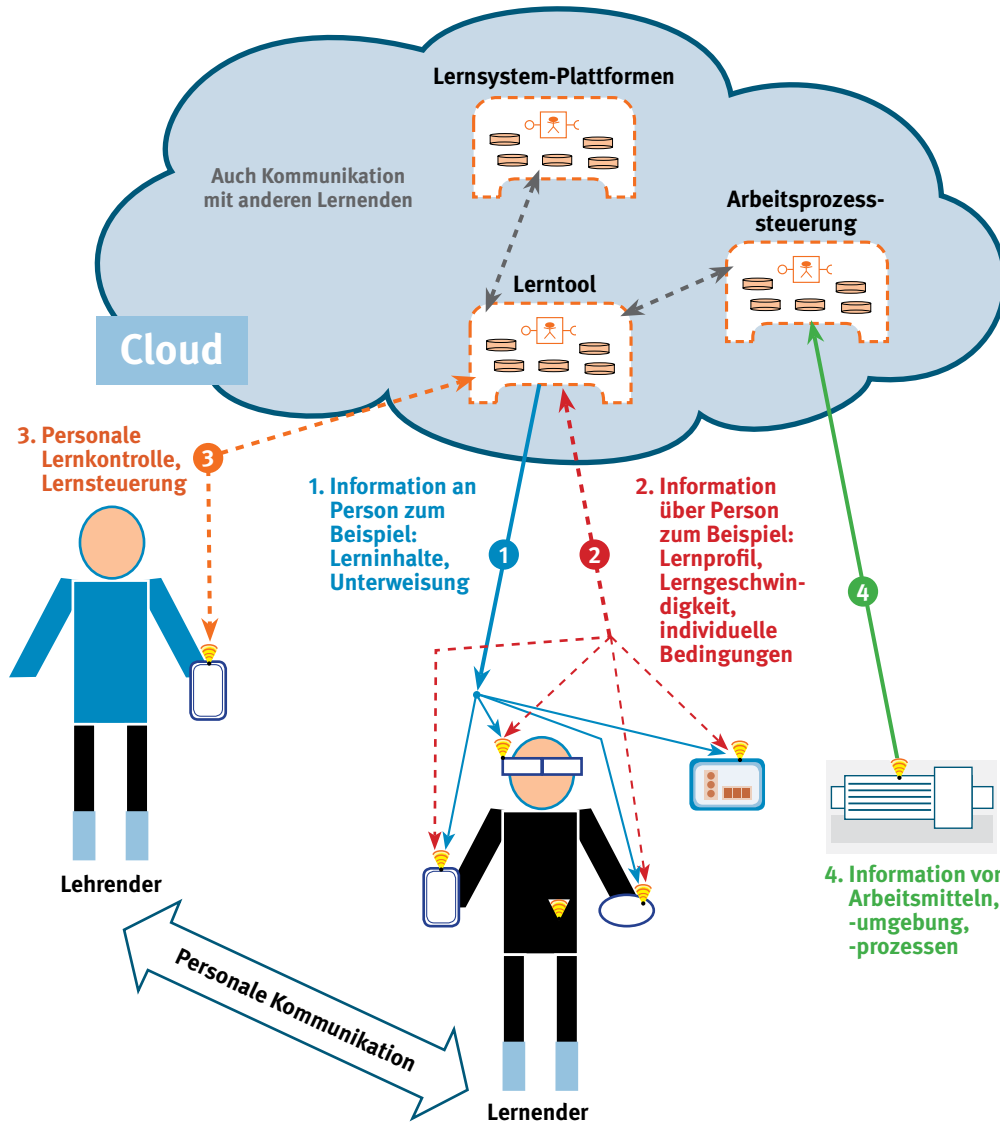 Lernsystem-Plattformen
Auch Kommunikation
mit anderen Lernenden
Arbeitsprozess-
steuerung
Lerntool
Cloud
3. Personale
Lernkontrolle,
Lernsteuerung
3
1. Information an
Person zum
Beispiel:
Lerninhalte,
Unterweisung
1
2. Information
über Person
zum Beispiel:
Lernprofil,
Lerngeschwin-
digkeit,
individuelle
Bedingungen
2
4
Lehrender
4. Information von
Arbeitsmitteln,
-umgebung,
-prozessen
Personale Kommunikation
Lernender